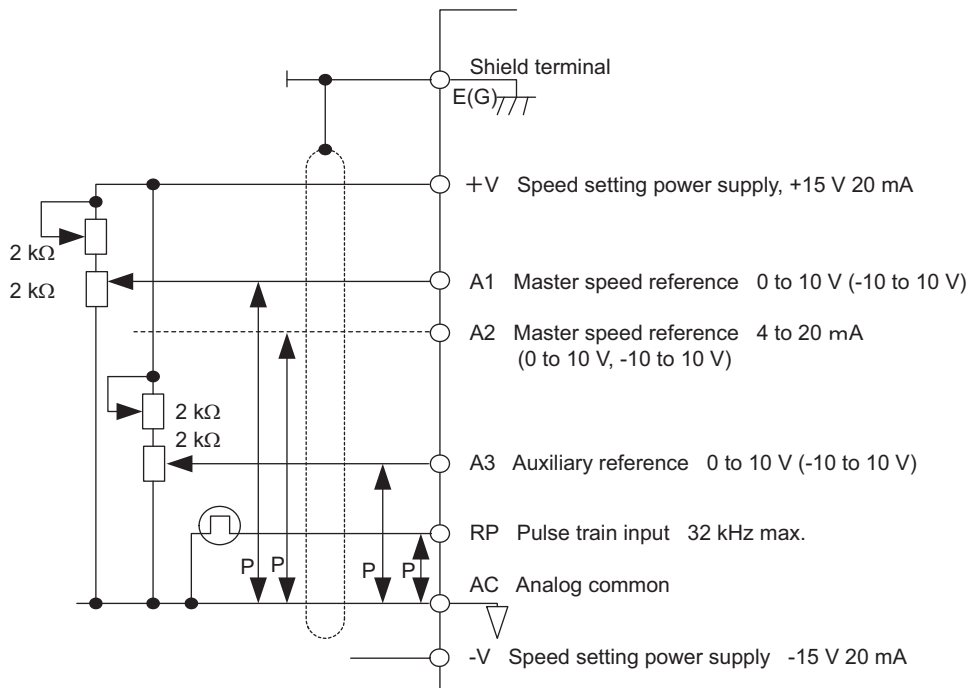 Shield terminal
E(G)
+V Speed setting power supply, +15 V 20 mA
2 kΩ
2 kΩ
A1 Master speed reference 0 to 10 V (-10 to 10 V)
A2 Master speed reference 4 to 20 mA
(0 to 10 V, -10 to 10 V)
2 kΩ
2 kΩ
A3 Auxiliary reference 0 to 10 V (-10 to 10 V)
RP Pulse train input 32 kHz max.
P P P P
AC Analog common
-V Speed setting power supply -15 V 20 mA